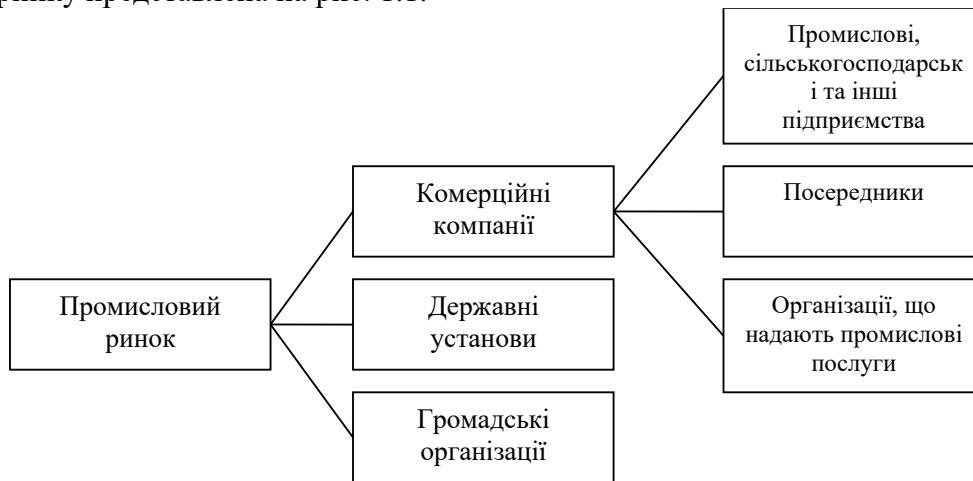 ринку представлена на рис. 1.1.
Промислові,
сільськогосподарськ
і та інші
підприємства
Комерційні
компанії
Посередники
Промисловий
ринок
Державні
установи
Організації, що
надають промислові
послуги
Громадські
організації